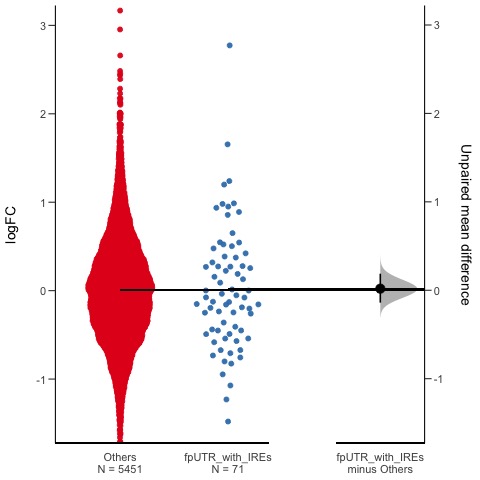 3
2
1
0
-1
logFC
3
2
1
0
-1
Unpaired mean difference
Others
N = 5451
fpUTR_with_IREs
N = 71
fpUTR_with_IREs
minus Others